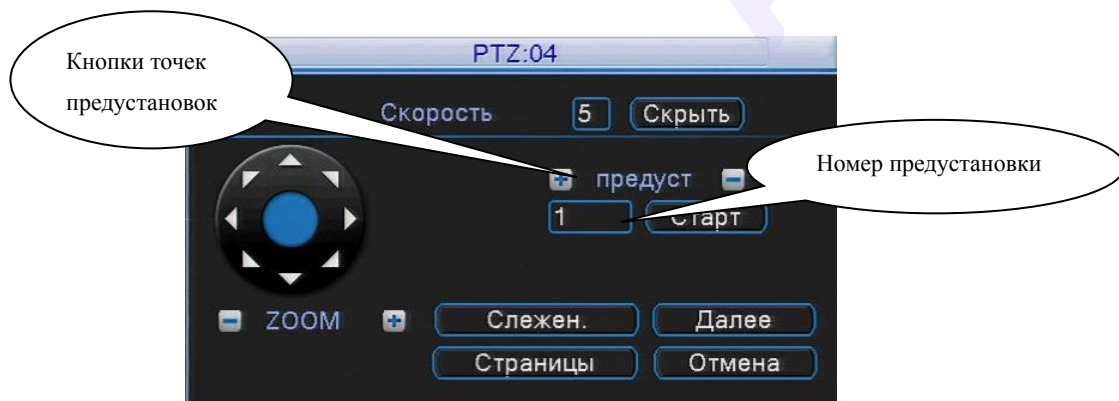 PTZ:04
Кнопки точек
предустановок
Скорость 5 Скрыть
предуст
Номер предустановки
1 Старт
ZOOM
Слежен. Далее
Страницы Отмена